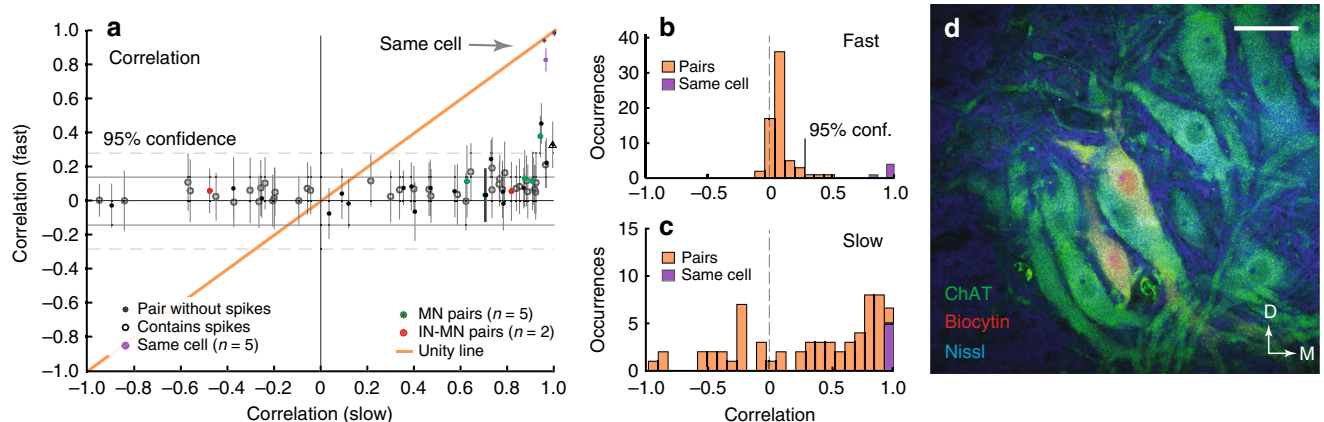 a
Correlation
Same cell
95% confidence
1.0
0.8
0.6
0.4
0.2
0
−0.2
−0.4
−0.6
−0.8
−1.0
Correlation (fast)
Pair without spikes
Contains spikes
Same cell (n = 5)
MN pairs (n = 5)
IN-MN pairs (n = 2)
Unity line
−1.0 −0.8 −0.6 −0.4 −0.2 0 0.2 0.4 0.6 0.8 1.0
Correlation (slow)
b
Fast
Pairs
Same cell
95% conf.
40
30
20
10
0
Occurrences
−1.0 −0.5 0 0.5 1.0
c
Slow
Pairs
Same cell
15
10
5
0
Occurrences
−1.0 −0.5 0 0.5 1.0
Correlation
d
ChAT
Biocytin
Nissl
D
M